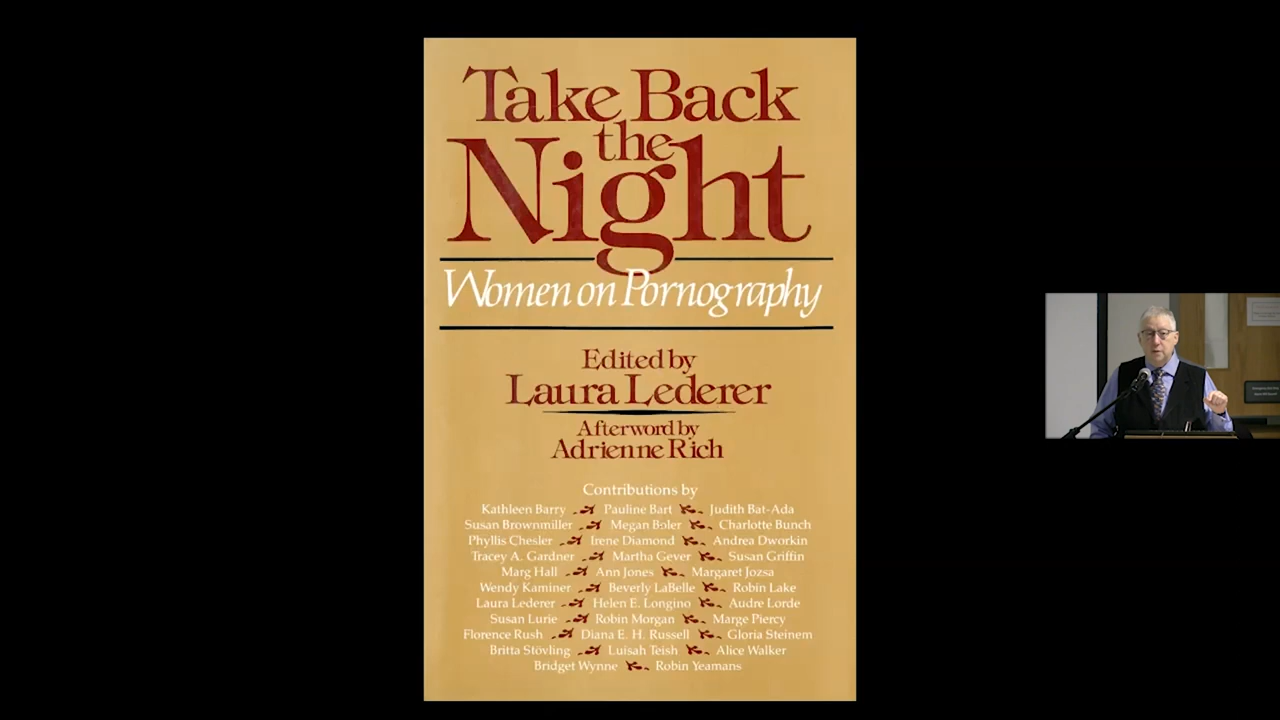 Take Back
the
Night
Women on Pornography
Edited by
Laura Lederer
Afterword by
Adrienne Rich
Contributions by
Kathleen Barry Pauline Bart Judith Bat-Ada
Susan Brownmiller Megan Boler Charlotte Bunch
Phyllis Chesler Irene Diamond Andrea Dworkin
Tracey A. Gardner Martha Gever Susan Griffin
Marg Hall Ann Jones Margaret Jozsa
Wendy Kaminer Beverly LaBelle Robin Lake
Laura Lederer Helen E. Longino Audre Lorde
Susan Lurie Robin Morgan Marge Piercy
Florence Rush Diana E. H. Russell Gloria Steinem
Britta Stövling Luisah Teish Alice Walker
Bridget Wynne Robin Yeamans